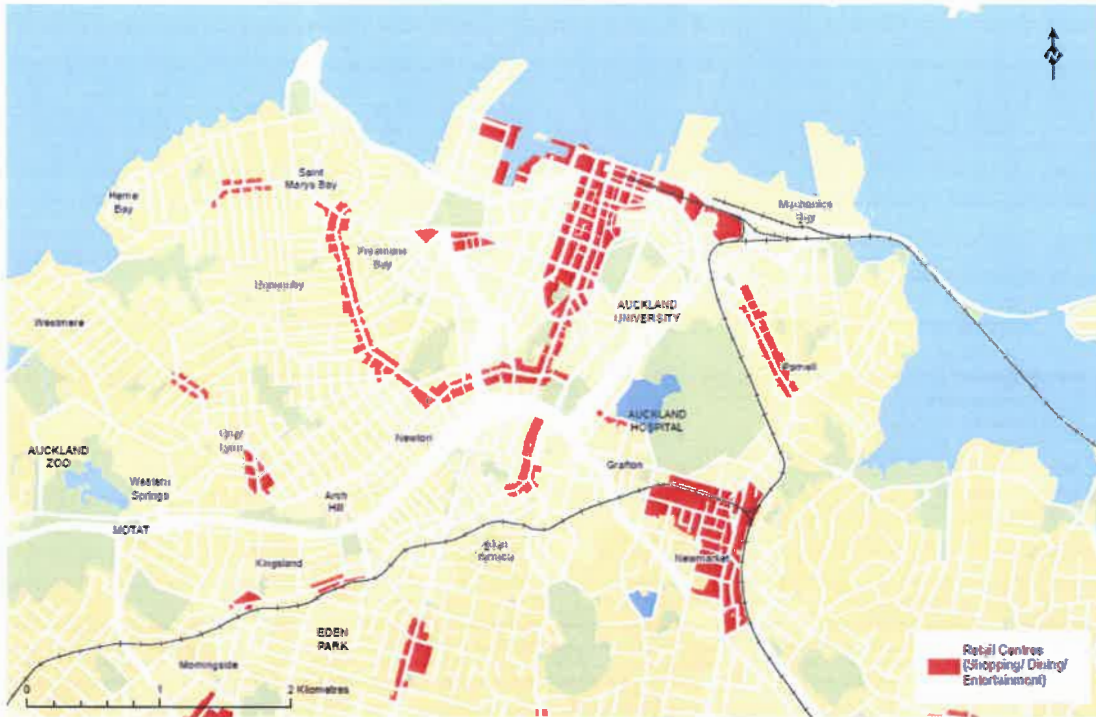 N
Saint
Marys Bay
Herne
Bay
Mechanics
Bay
Freemans
Bay
Ponsonby
AUCKLAND
UNIVERSITY
Westmere
Parnell
AUCKLAND
HOSPITAL
Grey
Lynn
Newton
AUCKLAND
ZOO
Grafton
Western
Springs
Arch
Hill
MOTAT
Newmarket
Kingsland
EDEN
PARK
Morningside
Retail Centres
(Shopping/ Dining/
Entertainment)
0 1 2 Kilometres